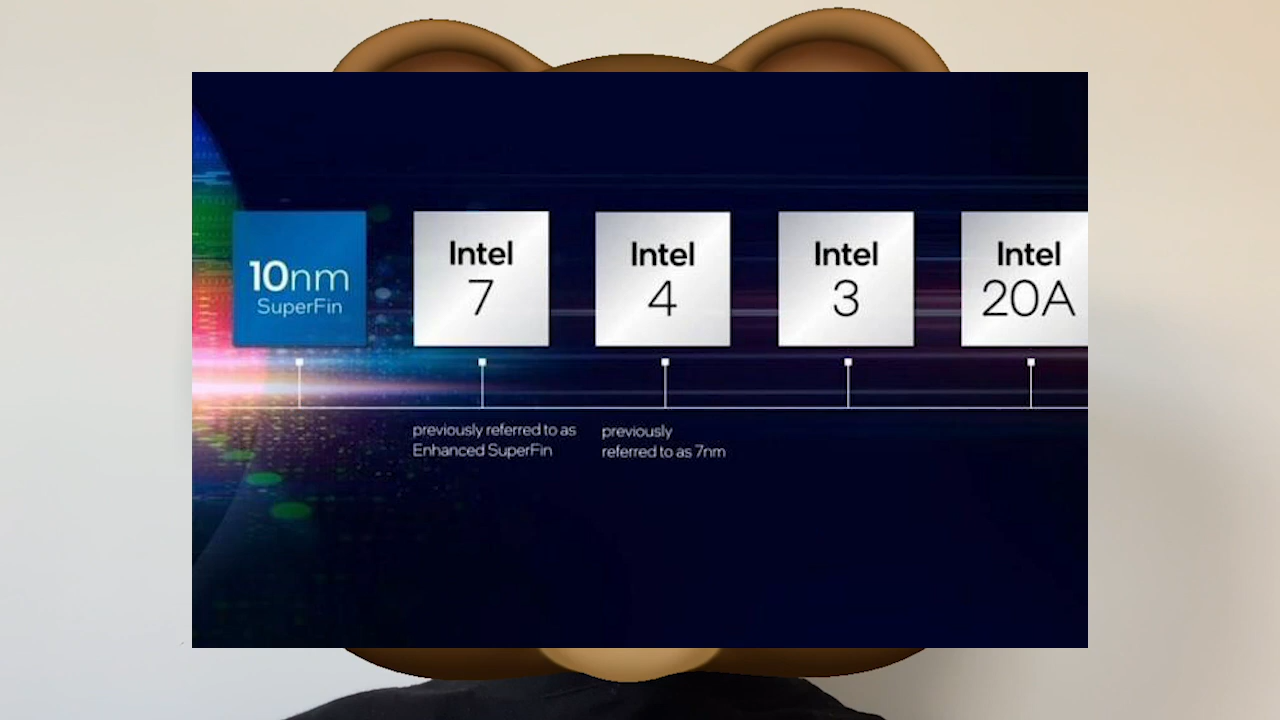 10nm
SuperFin
Intel
7
Intel
4
Intel
3
Intel
20A
previously referred to as
Enhanced SuperFin
previously
referred to as 7nm